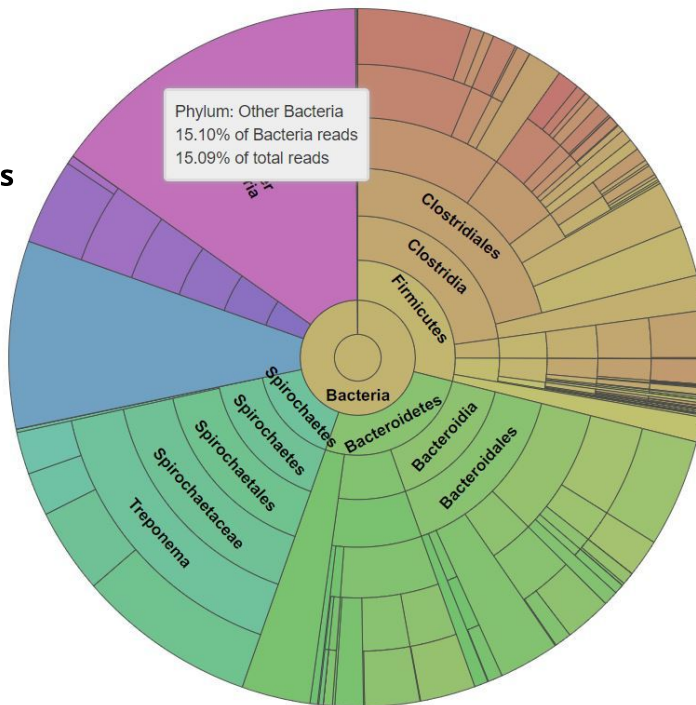 s
Phylum: Other Bacteria
15.10% of Bacteria reads
15.09% of total reads
Clostridiales
Clostridia
Firmicutes
Bacteria
Bacteroidetes
Bacteroidia
Bacteroidales
Spirochaetes
Spirochaetes
Spirochaetales
Spirochaetaceae
Treponema